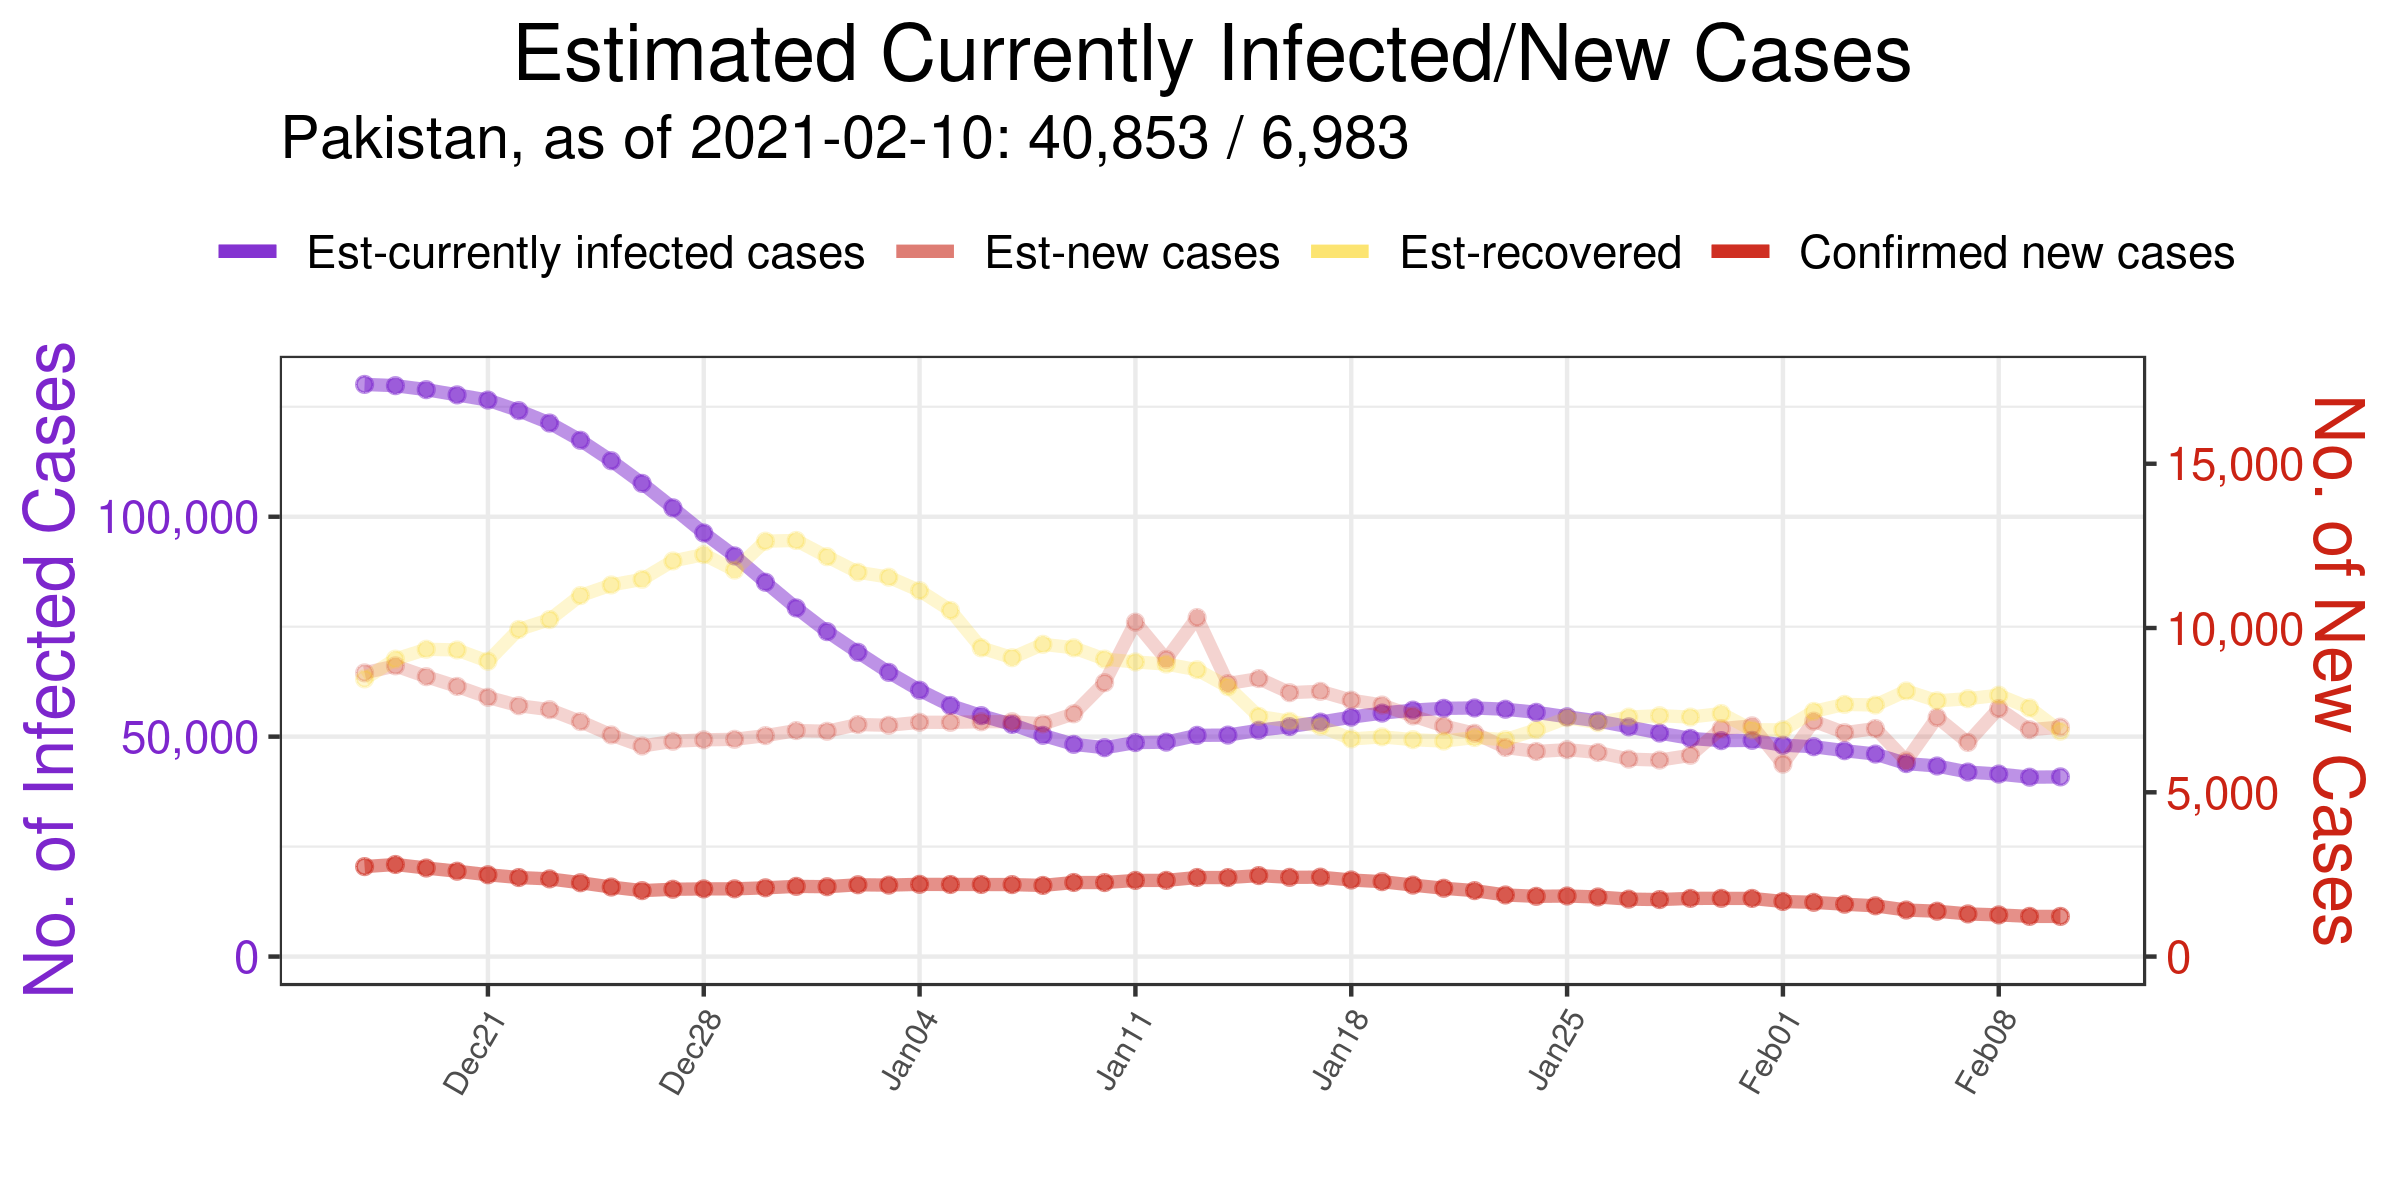 Estimated Currently Infected/New Cases
Pakistan, as of 2021-02-10: 40,853 / 6,983
Est-currently infected cases Est-new cases Est-recovered Confirmed new cases
No. of Infected Cases
100,000
50,000
0
15,000
10,000
5,000
0
No. of New Cases
Dec21 Dec28 Jan04 Jan11 Jan18 Jan25 Feb01 Feb08